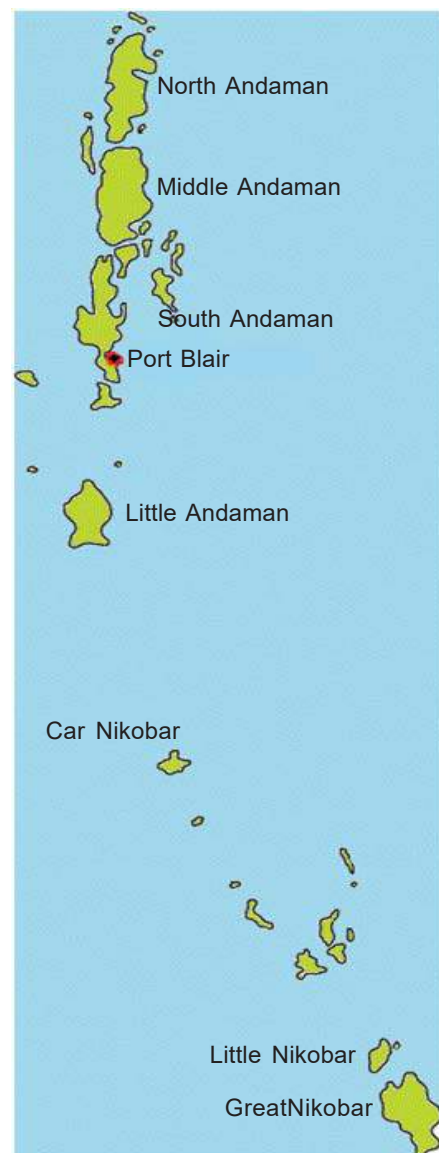 North Andaman
Middle Andaman
South Andaman
Port Blair
Little Andaman
Car Nikobar
Little Nikobar
GreatNikobar